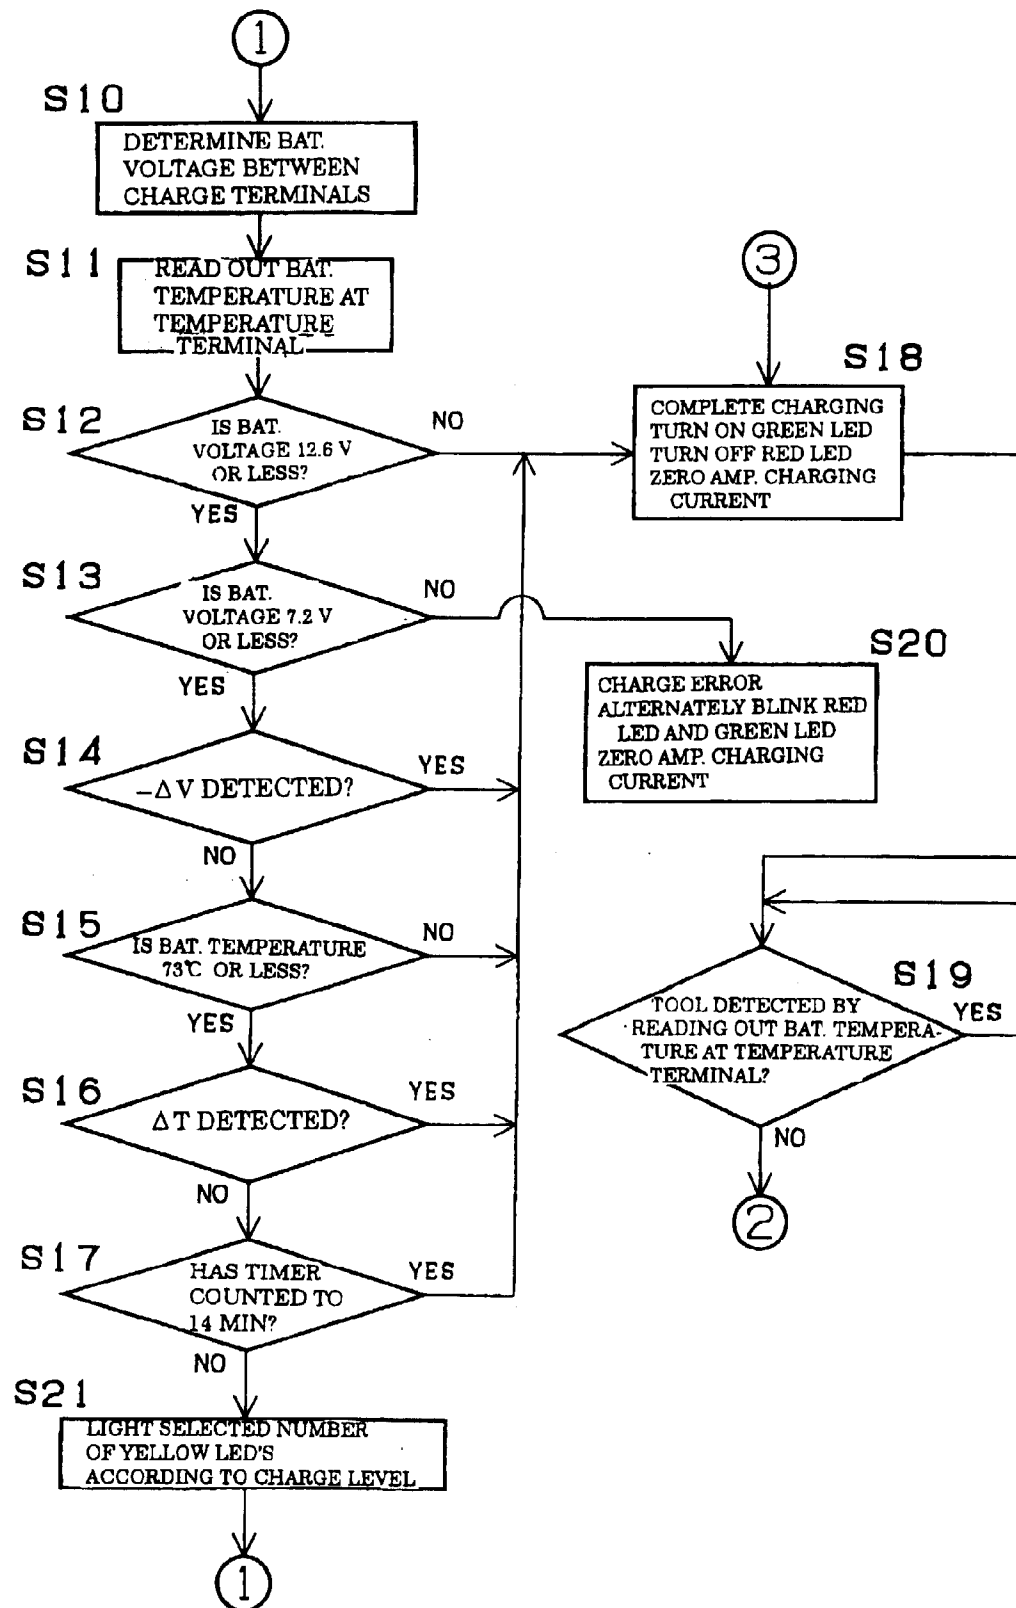 1
S10
DETERMINE BAT.
VOLTAGE BETWEEN
CHARGE TERMINALS
S11
READ OUT BAT.
TEMPERATURE AT
TEMPERATURE
TERMINAL
3
S18
COMPLETE CHARGING
TURN ON GREEN LED
TURN OFF RED LED
ZERO AMP. CHARGING
CURRENT
S12
IS BAT.
VOLTAGE 12.6 V
OR LESS?
NO
YES
S13
IS BAT.
VOLTAGE 7.2 V
OR LESS?
NO
YES
S20
CHARGE ERROR
ALTERNATELY BLINK RED
LED AND GREEN LED
ZERO AMP. CHARGING
CURRENT
S14
−ΔV DETECTED?
YES
NO
S15
IS BAT. TEMPERATURE
73℃ OR LESS?
NO
YES
S19
TOOL DETECTED BY
READING OUT BAT. TEMPERA-
TURE AT TEMPERATURE
TERMINAL?
YES
NO
2
S16
ΔT DETECTED?
YES
NO
S17
HAS TIMER
COUNTED TO
14 MIN?
YES
NO
S21
LIGHT SELECTED NUMBER
OF YELLOW LED'S
ACCORDING TO CHARGE LEVEL
1